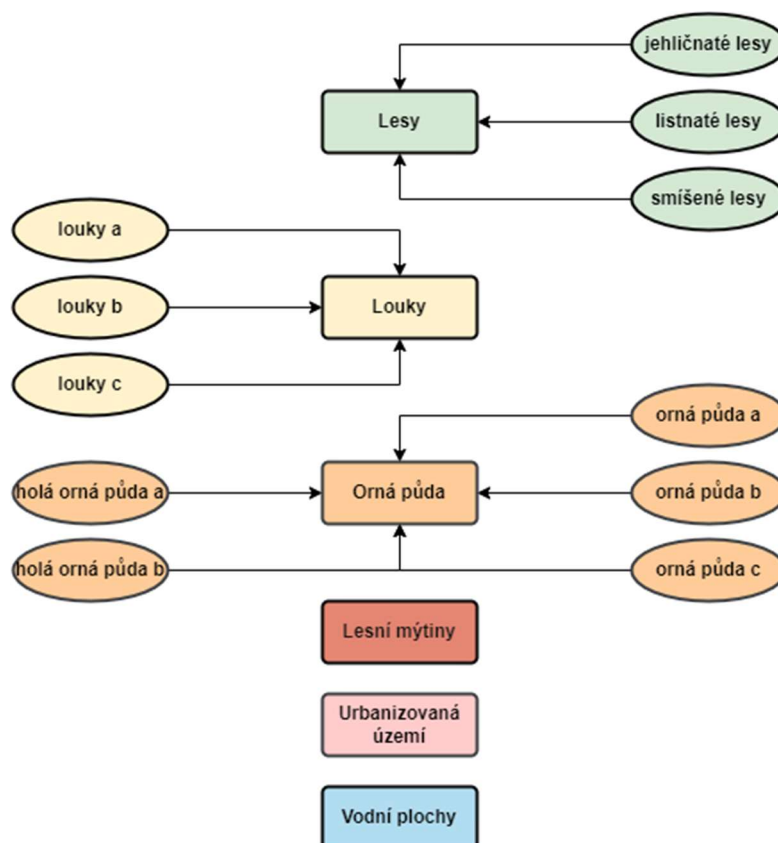 jehličnaté lesy
Lesy
listnaté lesy
smíšené lesy
louky a
louky b
Louky
louky c
orná půda a
holá orná půda a
Orná půda
orná půda b
holá orná půda b
orná půda c
Lesní mýtiny
Urbanizovaná
území
Vodní plochy